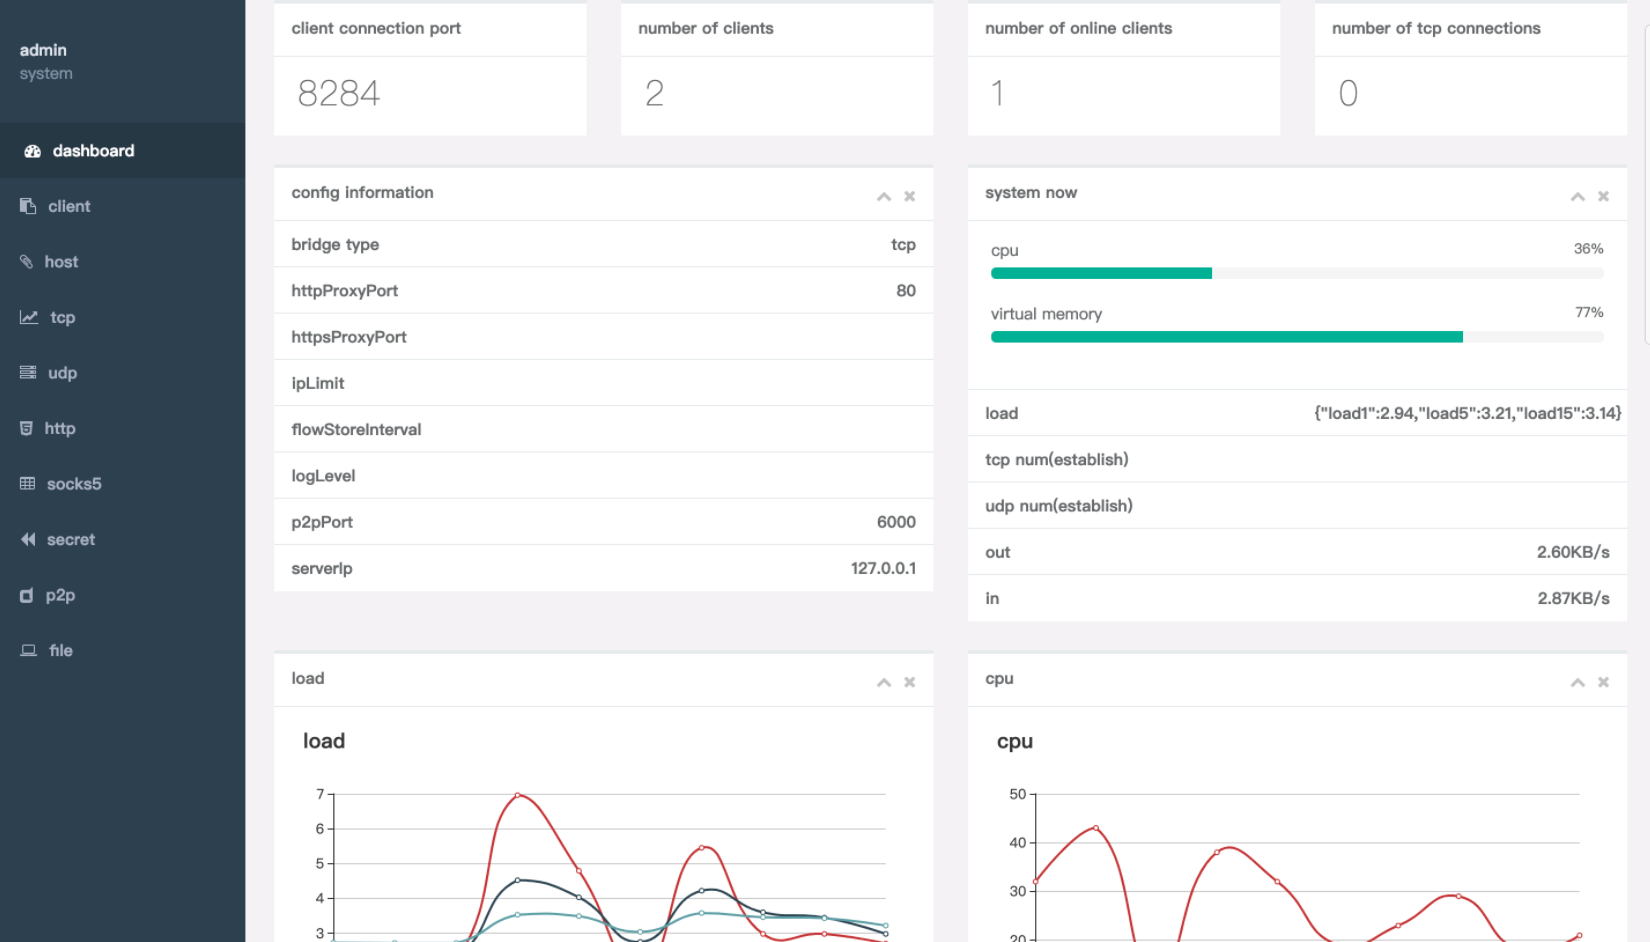 admin
system
dashboard
client
host
tcp
udp
http
socks5
secret
p2p
file
client connection port
8284
number of clients
2
number of online clients
1
number of tcp connections
0
config information
bridge type tcp
httpProxyPort 80
httpsProxyPort
ipLimit
flowStoreInterval
logLevel
p2pPort 6000
serverIp 127.0.0.1
system now
cpu 36%
virtual memory 77%
load {"load1":2.94,"load5":3.21,"load15":3.14}
tcp num(establish)
udp num(establish)
out 2.60KB/s
in 2.87KB/s
load
load
7
6
5
4
3
cpu
cpu
50
40
30
20